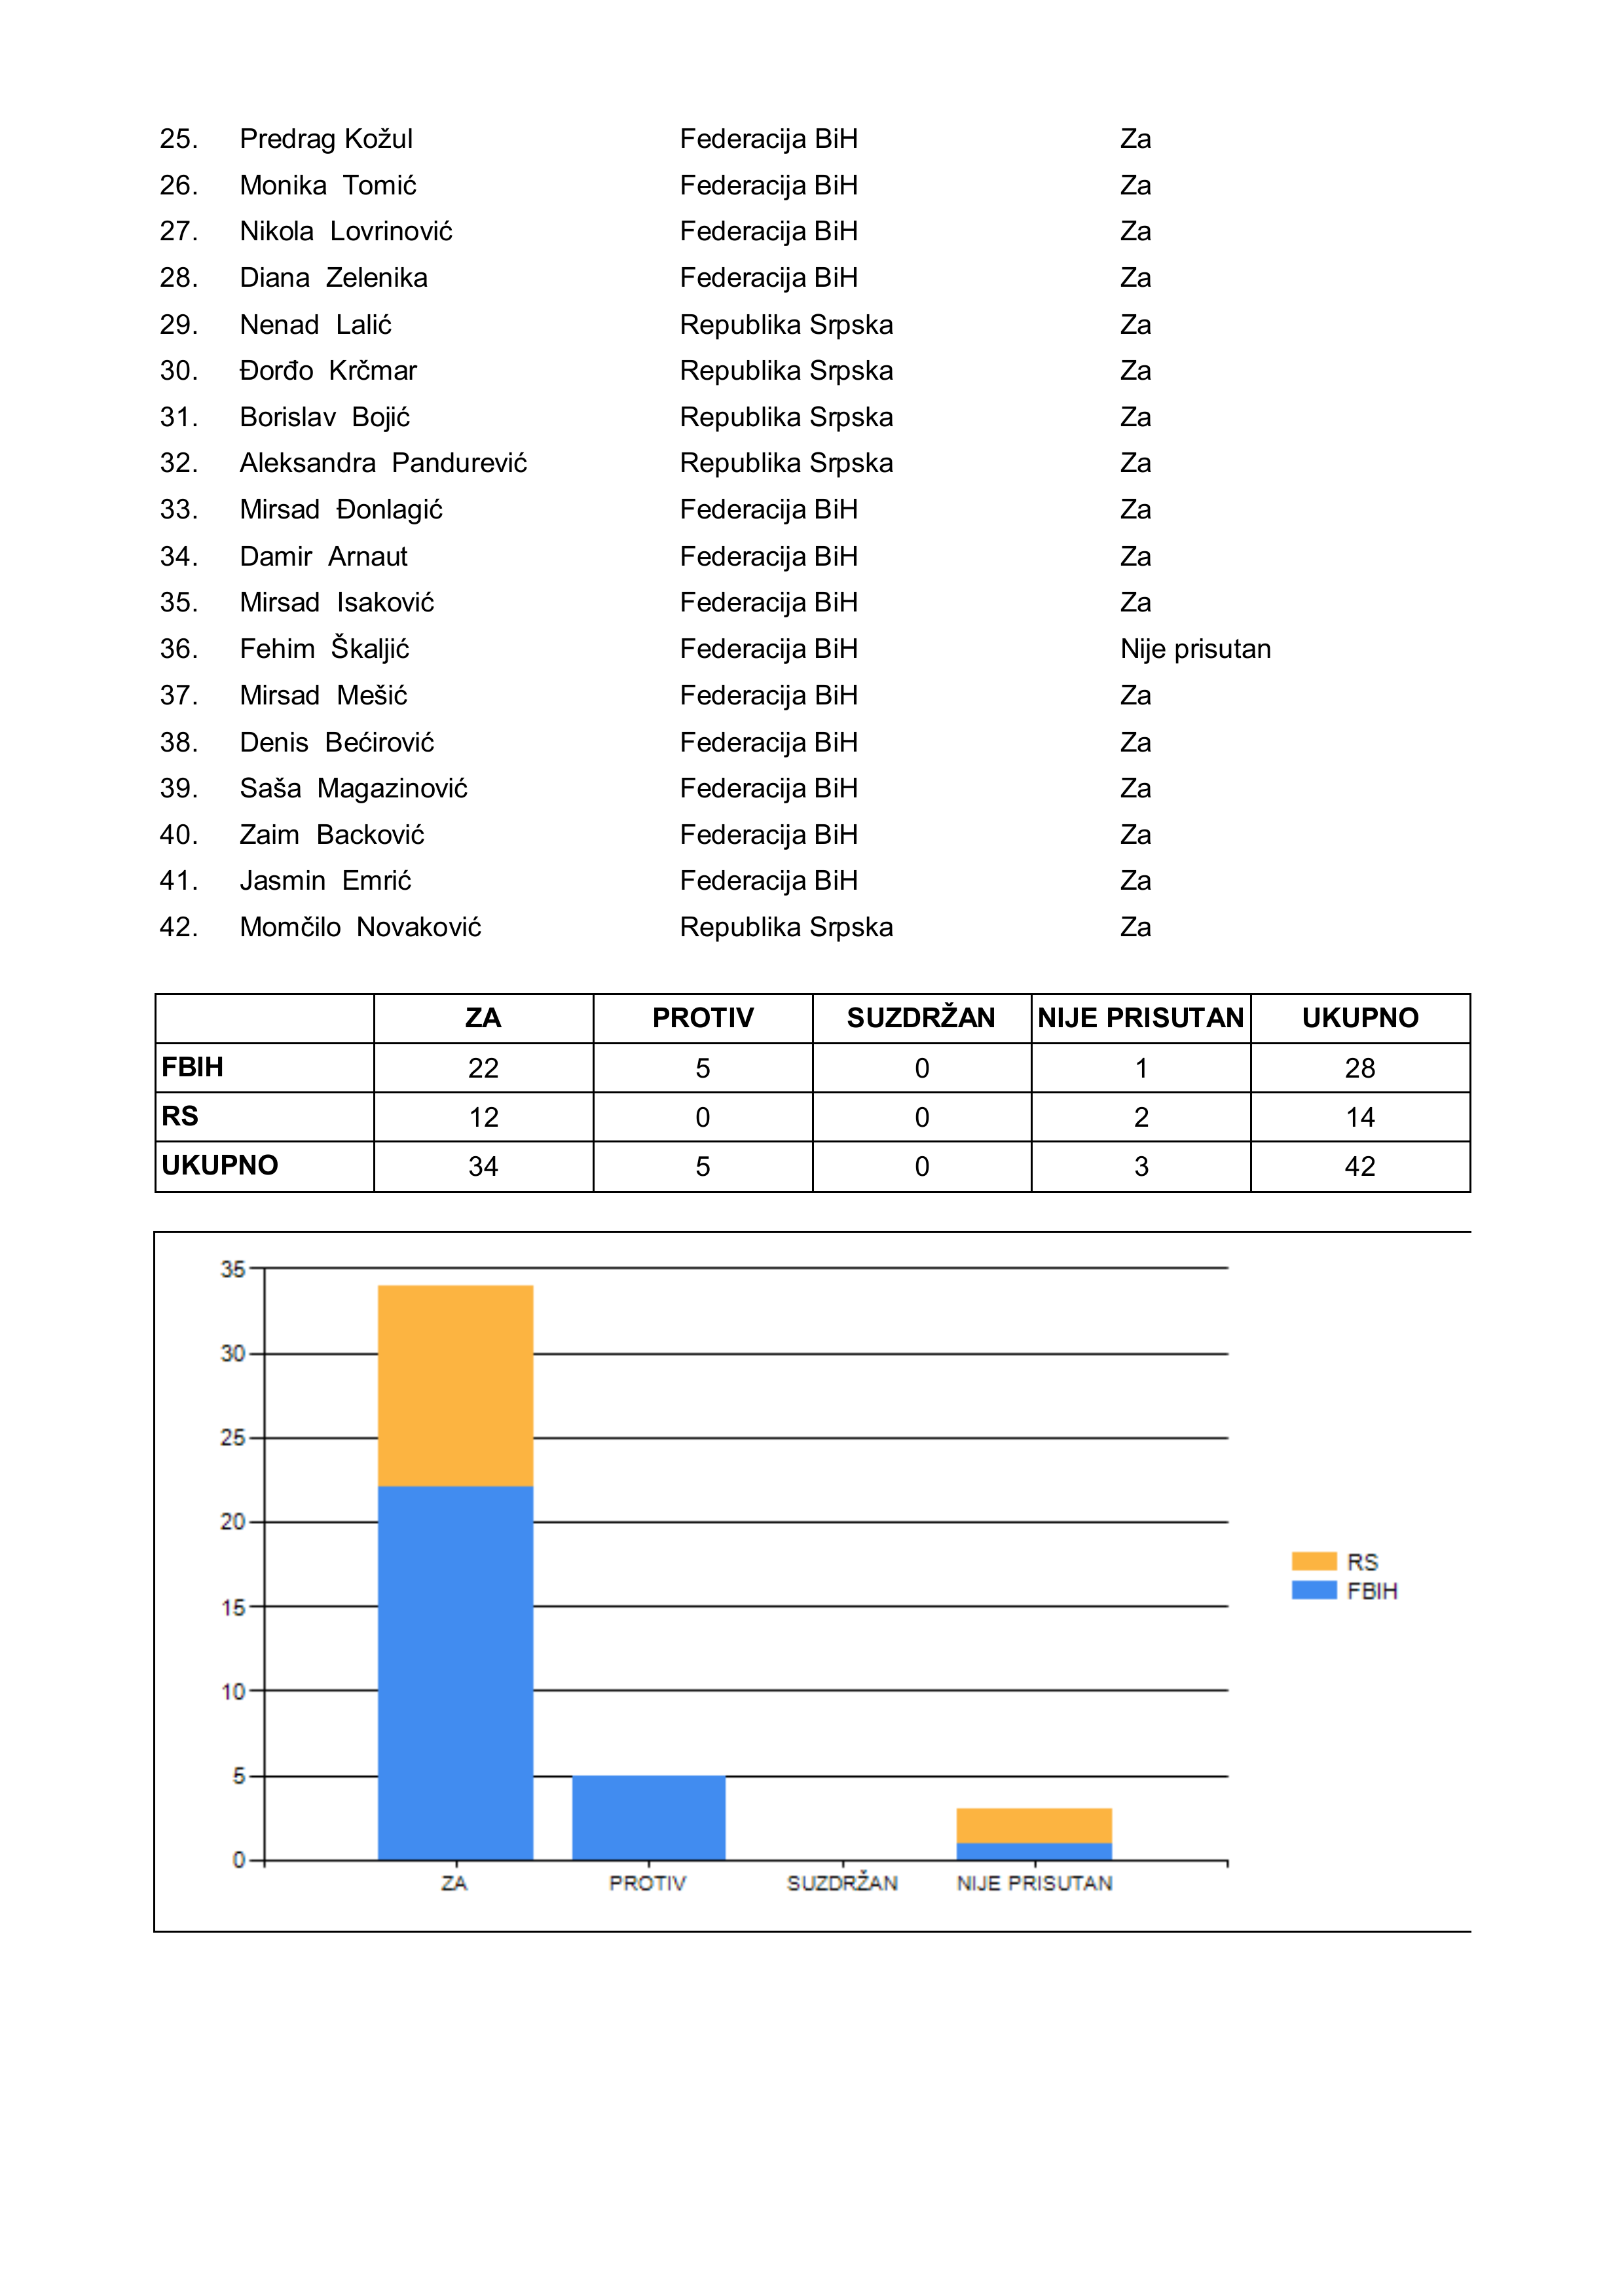 25. Predrag Kožul Federacija BiH Za
26. Monika Tomić Federacija BiH Za
27. Nikola Lovrinović Federacija BiH Za
28. Diana Zelenika Federacija BiH Za
29. Nenad Lalić Republika Srpska Za
30. Đorđo Krčmar Republika Srpska Za
31. Borislav Bojić Republika Srpska Za
32. Aleksandra Pandurević Republika Srpska Za
33. Mirsad Đonlagić Federacija BiH Za
34. Damir Arnaut Federacija BiH Za
35. Mirsad Isaković Federacija BiH Za
36. Fehim Škaljić Federacija BiH Nije prisutan
37. Mirsad Mešić Federacija BiH Za
38. Denis Bećirović Federacija BiH Za
39. Saša Magazinović Federacija BiH Za
40. Zaim Backović Federacija BiH Za
41. Jasmin Emrić Federacija BiH Za
42. Momčilo Novaković Republika Srpska Za
ZA PROTIV SUZDRŽAN NIJE PRISUTAN UKUPNO
FBIH 22 5 0 1 28
RS 12 0 0 2 14
UKUPNO 34 5 0 3 42
35
30
25
20
15
10
5
0
ZA PROTIV SUZDRŽAN NIJE PRISUTAN
RS
FBIH